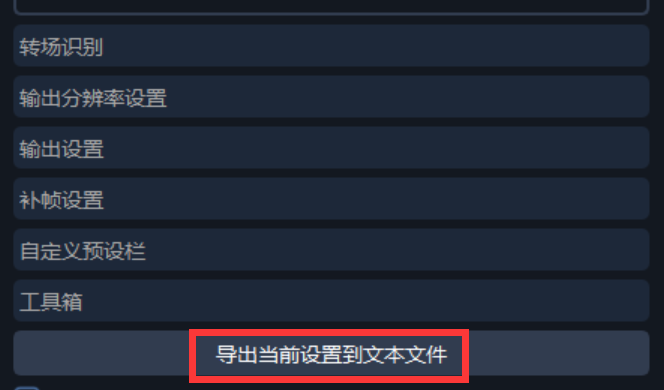 转场识别
输出分辨率设置
输出设置
补帧设置
自定义预设栏
工具箱
导出当前设置到文本文件